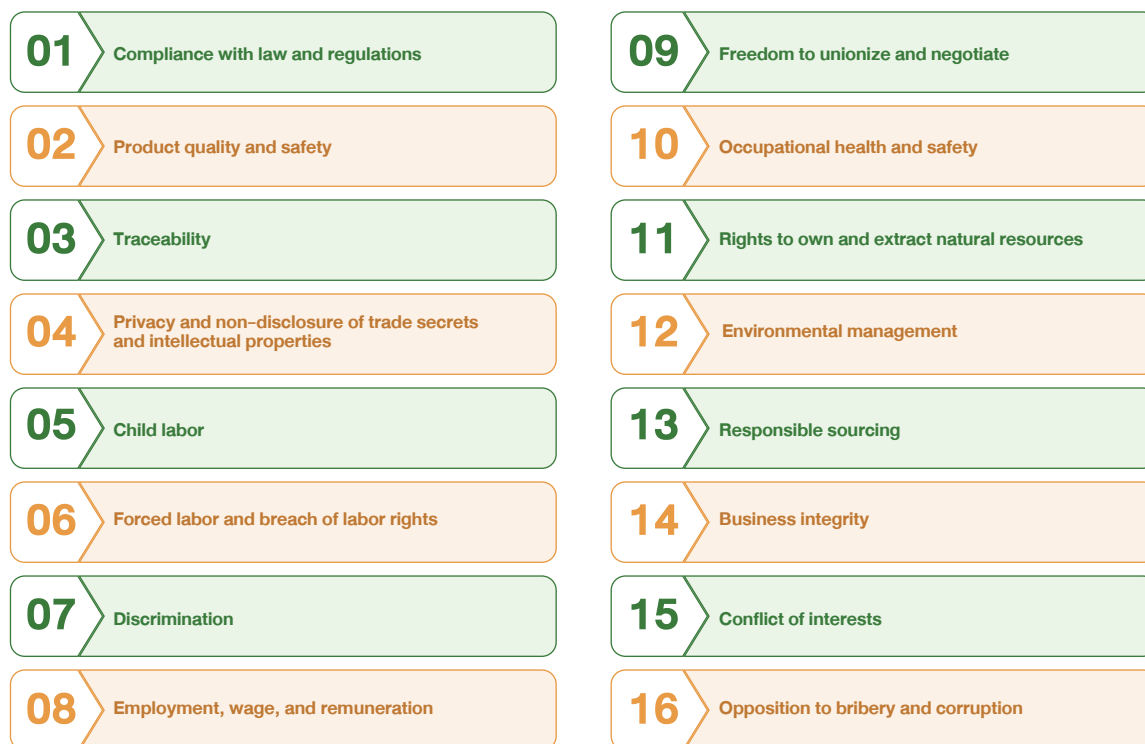 01
Compliance with law and regulations
02
Product quality and safety
03
Traceability
04
Privacy and non–disclosure of trade secrets
and intellectual properties
05
Child labor
06
Forced labor and breach of labor rights
07
Discrimination
08
Employment, wage, and remuneration
09
Freedom to unionize and negotiate
10
Occupational health and safety
11
Rights to own and extract natural resources
12
Environmental management
13
Responsible sourcing
14
Business integrity
15
Conflict of interests
16
Opposition to bribery and corruption